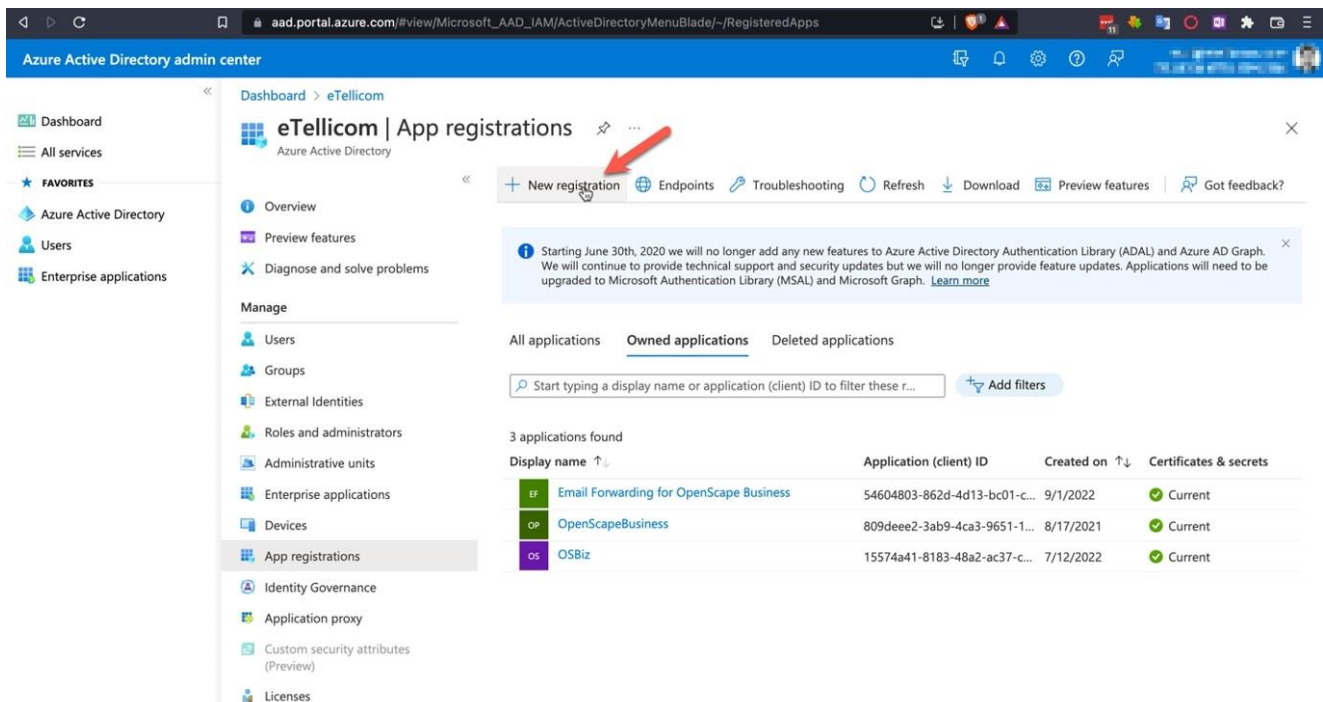 aad.portal.azure.com/#view/Microsoft_AAD_IAM/ActiveDirectoryMenuBlade/~/RegisteredApps
1
11
Azure Active Directory admin center
Dashboard
All services
FAVORITES
Azure Active Directory
Users
Enterprise applications
Dashboard > eTellicom
eTellicom | App registrations
Azure Active Directory
Overview
Preview features
Diagnose and solve problems
Manage
Users
Groups
External Identities
Roles and administrators
Administrative units
Enterprise applications
Devices
App registrations
Identity Governance
Application proxy
Custom security attributes
(Preview)
Licenses
New registration Endpoints Troubleshooting Refresh Download Preview features Got feedback?
Starting June 30th, 2020 we will no longer add any new features to Azure Active Directory Authentication Library (ADAL) and Azure AD Graph.
We will continue to provide technical support and security updates but we will no longer provide feature updates. Applications will need to be
upgraded to Microsoft Authentication Library (MSAL) and Microsoft Graph. Learn more
All applications Owned applications Deleted applications
Start typing a display name or application (client) ID to filter these r... Add filters
3 applications found
Display name Application (client) ID Created on Certificates & secrets
EF Email Forwarding for OpenScape Business 54604803-862d-4d13-bc01-c... 9/1/2022 Current
OP OpenScapeBusiness 809deee2-3ab9-4ca3-9651-1... 8/17/2021 Current
OS OSBiz 15574a41-8183-48a2-ac37-c... 7/12/2022 Current